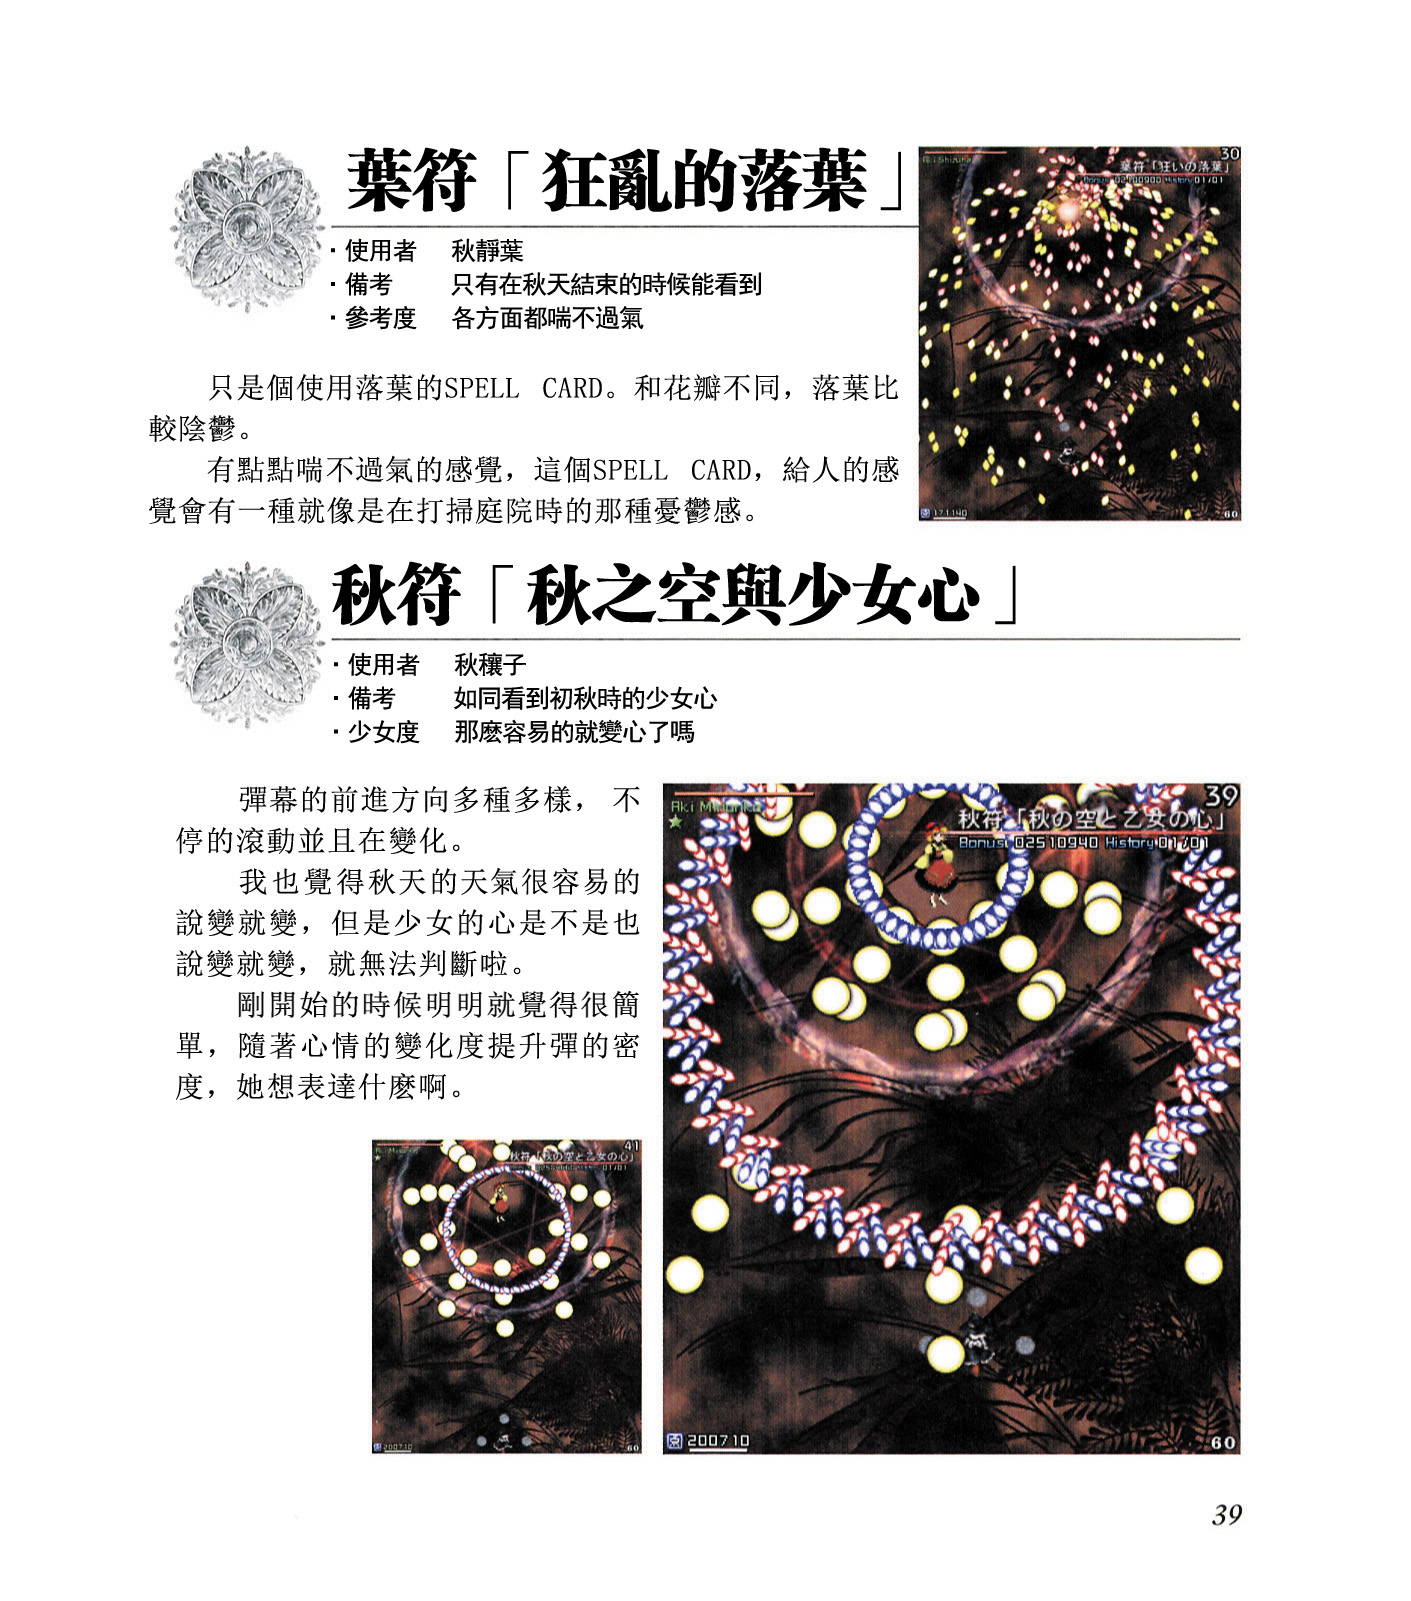 葉符「狂亂的落葉」
·使用者 秋靜葉
·備考 只有在秋天結束的時候能看到
·參考度 各方面都喘不過氣
只是個使用落葉的SPELL CARD。和花瓣不同，落葉比
較陰鬱。
有點點喘不過氣的感覺，這個SPELL CARD，給人的感
覺會有一種就像是在打掃庭院時的那種憂鬱感。
30
葉符「狂いの落葉」
Bonus 02400900 History 01/01
171140
60
秋符「秋之空與少女心」
·使用者 秋穰子
·備考 如同看到初秋時的少女心
·少女度 那麼容易的就變心了嗎
彈幕的前進方向多種多樣， 不
停的滾動並且在變化。
我也覺得秋天的天氣很容易的
說變就變，但是少女的心是不是也
說變就變，就無法判斷啦。
剛開始的時候明明就覺得很簡
單，隨著心情的變化度提升彈的密
度，她想表達什麼啊。
39
Aki Minoriko
秋符「秋の空と乙女の心」
Bonus 02510940 History 01/01
200710
60
41
秋符「秋の空と乙女の心」
01/01
200710
60
39